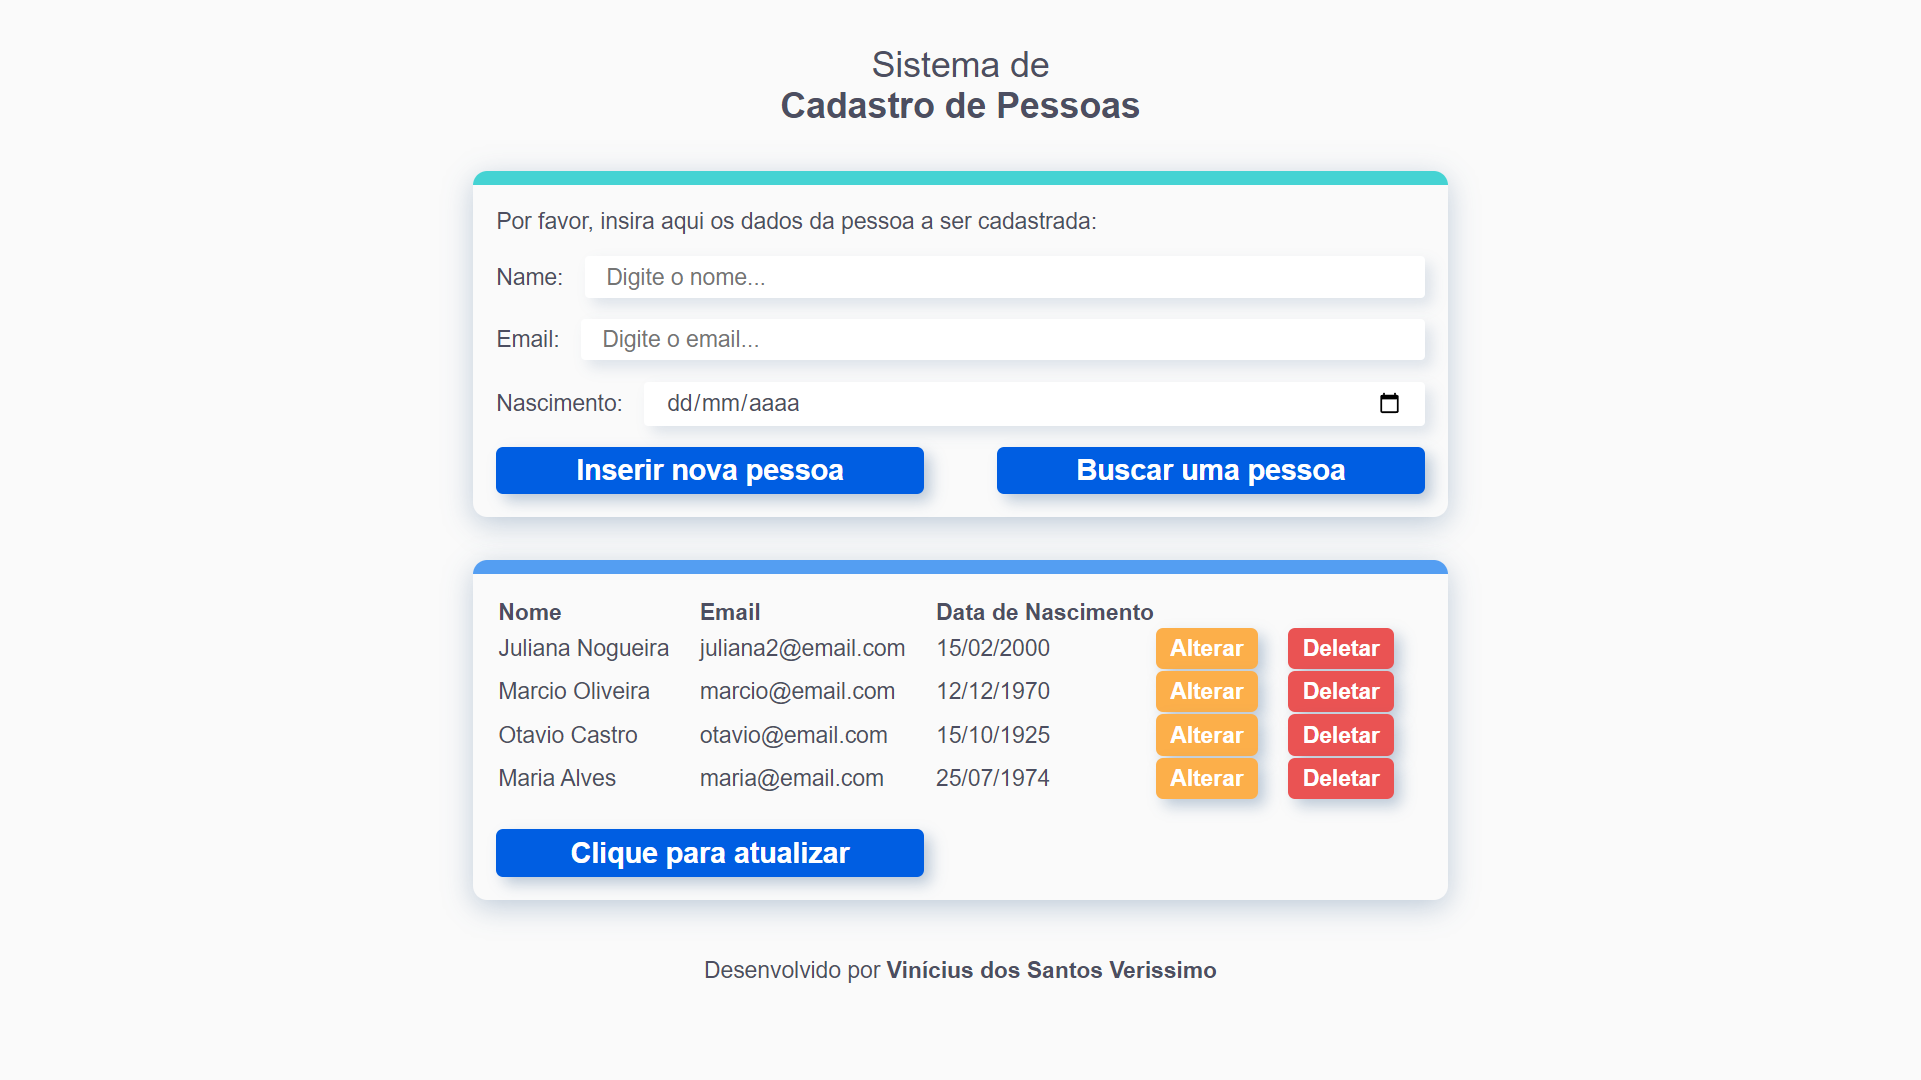 Sistema de
Cadastro de Pessoas
Por favor, insira aqui os dados da pessoa a ser cadastrada:
Name: Digite o nome...
Email: Digite o email...
Nascimento: dd/mm/aaaa
Inserir nova pessoa Buscar uma pessoa
Nome Email Data de Nascimento
Juliana Nogueira juliana2@email.com 15/02/2000 Alterar Deletar
Marcio Oliveira marcio@email.com 12/12/1970 Alterar Deletar
Otavio Castro otavio@email.com 15/10/1925 Alterar Deletar
Maria Alves maria@email.com 25/07/1974 Alterar Deletar
Clique para atualizar
Desenvolvido por Vinícius dos Santos Verissimo